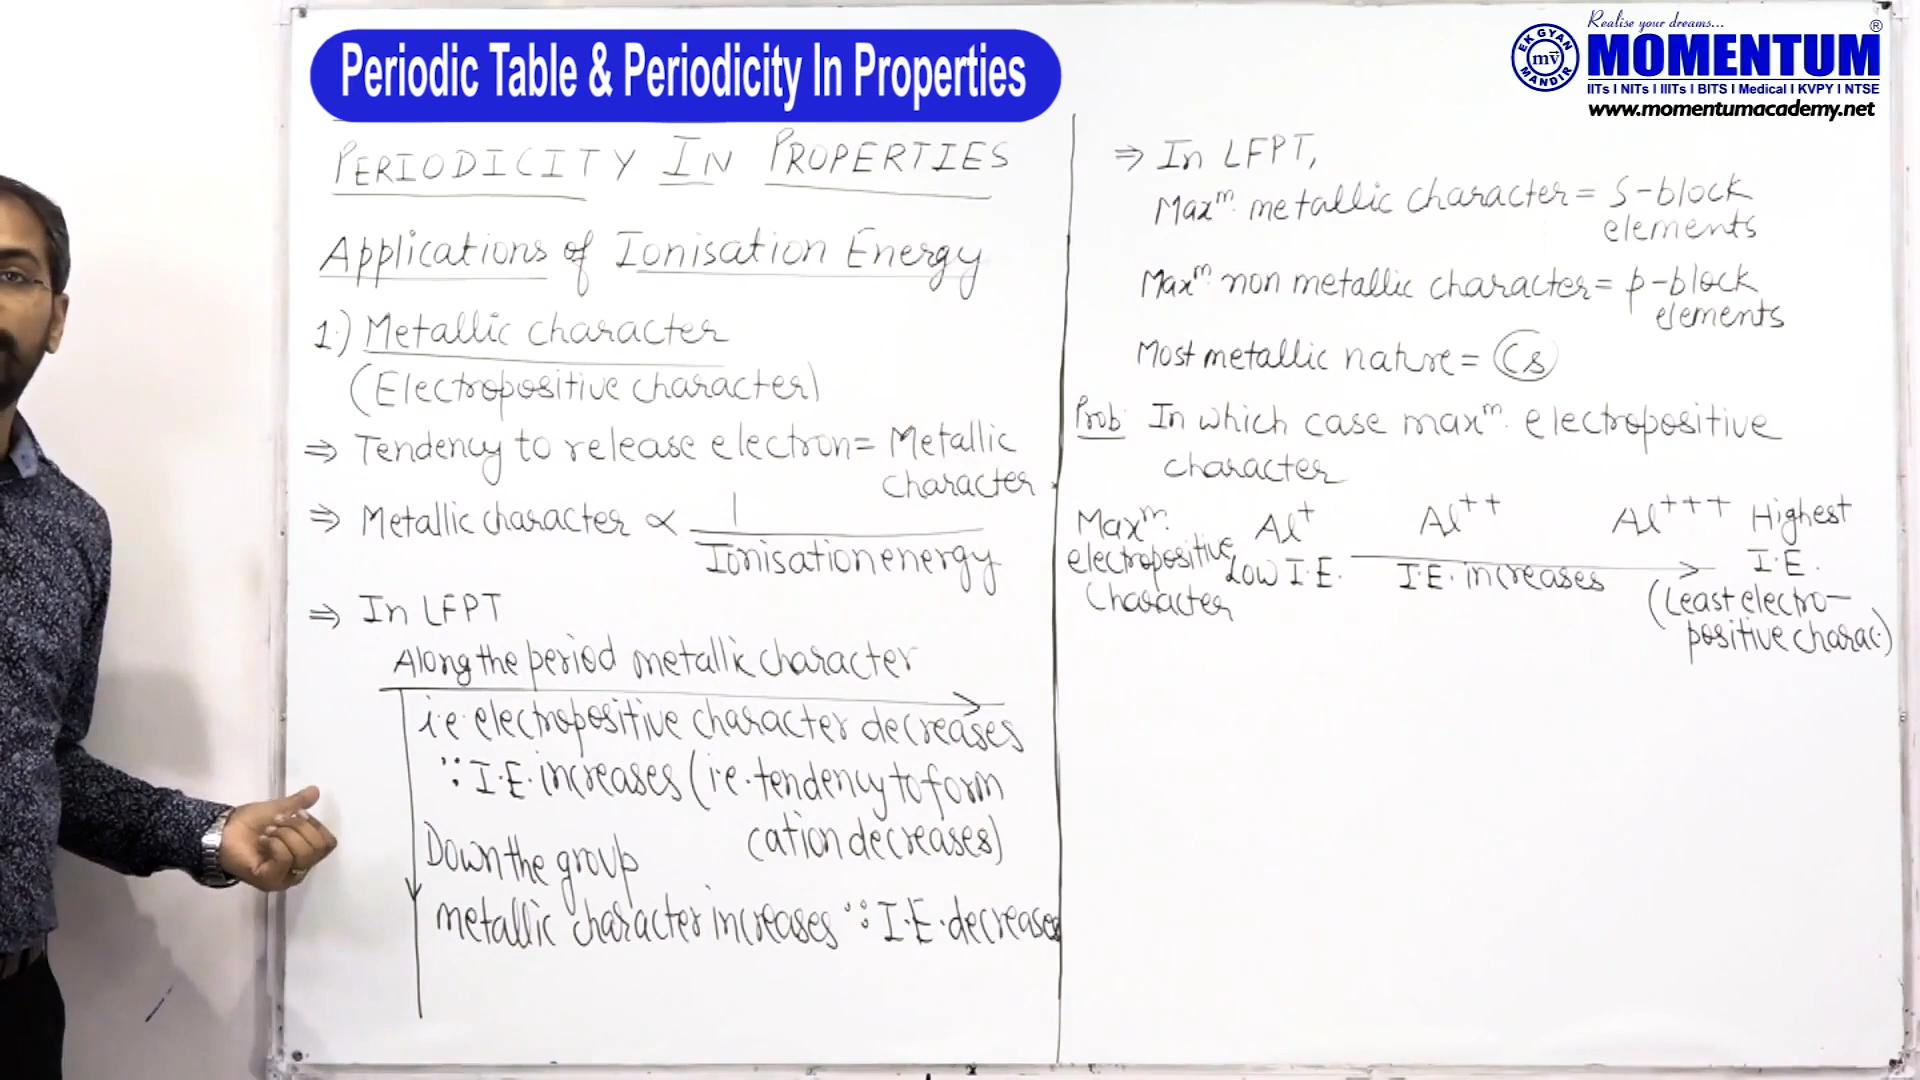 Periodic Table & Periodicity In Properties
Realise your dreams...
EK GYAN MANDIR
mv
MOMENTUM®
IITs I NITs I IIITs I BITS I Medical I KVPY I NTSE
www.momentumacademy.net
PERIODICITY IN PROPERTIES
Applications of Ionisation Energy
1.) Metallic character
(Electropositive character)
⇒ Tendency to release electron = Metallic
character
⇒ Metallic character ∝ 1
Ionisation energy
⇒ In LFPT
Along the period metallic character
i.e. electropositive character decreases
∵ I.E. increases (i.e. tendency to form
cation decreases)
Down the group
metallic character increases ∵ I.E. decreases
⇒ In LFPT,
Maxᵐ. metallic character = S-block
elements
Maxᵐ. non metallic character = p-block
elements
Most metallic nature = Cs
Prob: In which case maxᵐ. electropositive
character
Maxᵐ. Al⁺ Al⁺⁺ Al⁺⁺⁺ Highest
electropositive Low I.E. I.E. increases I.E.
Character (Least electro-
positive charac.)